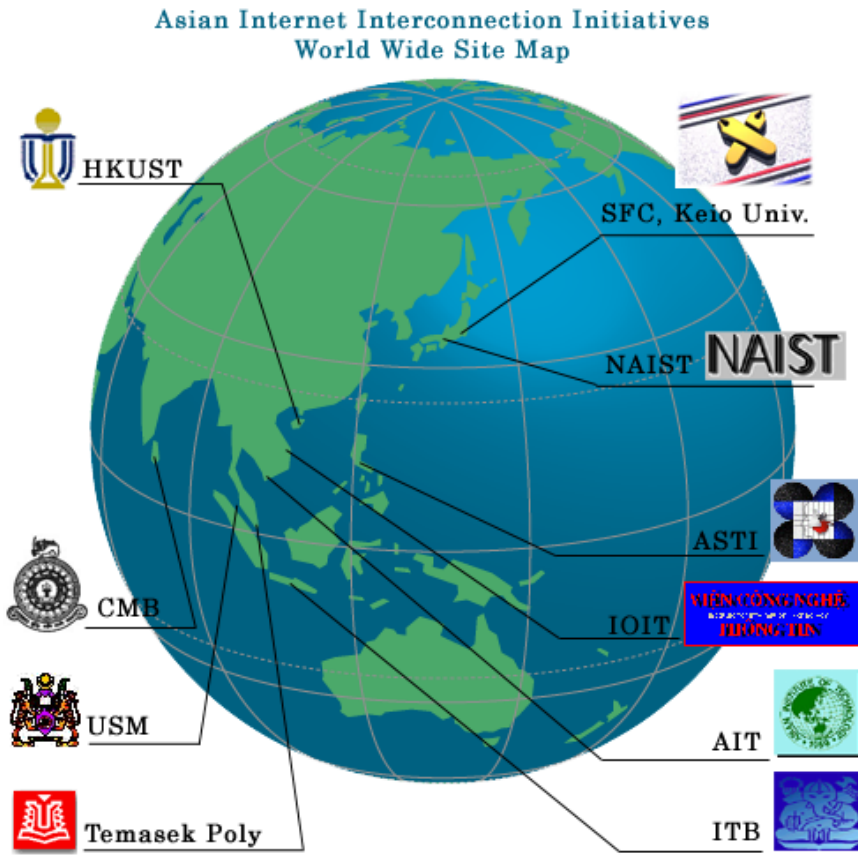 Asian Internet Interconnection Initiatives
World Wide Site Map
HKUST
SFC, Keio Univ.
NAIST NAIST
ASTI
CMB
IOIT
VIỆN CÔNG NGHỆ
THÔNG TIN
USM
AIT
Temasek Poly
ITB